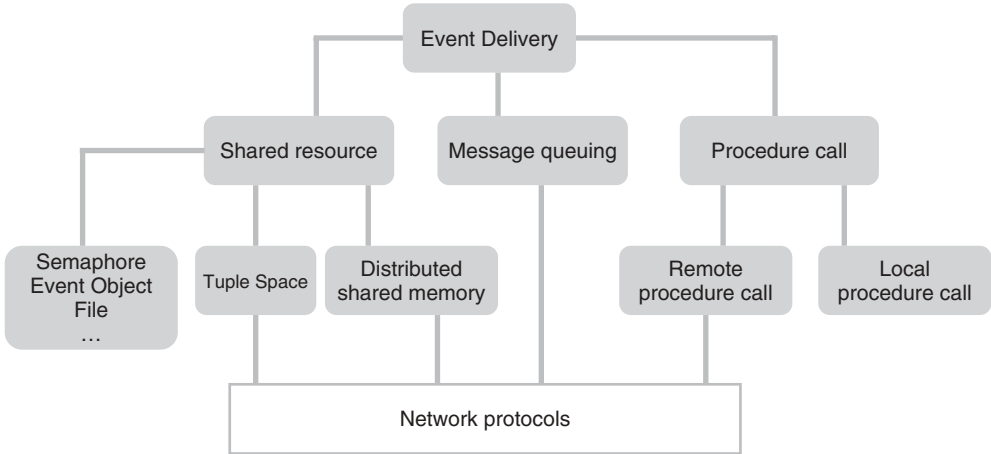 Event Delivery
Shared resource
Message queuing
Procedure call
Semaphore
Event Object
File
...
Tuple Space
Distributed
shared memory
Remote
procedure call
Local
procedure call
Network protocols